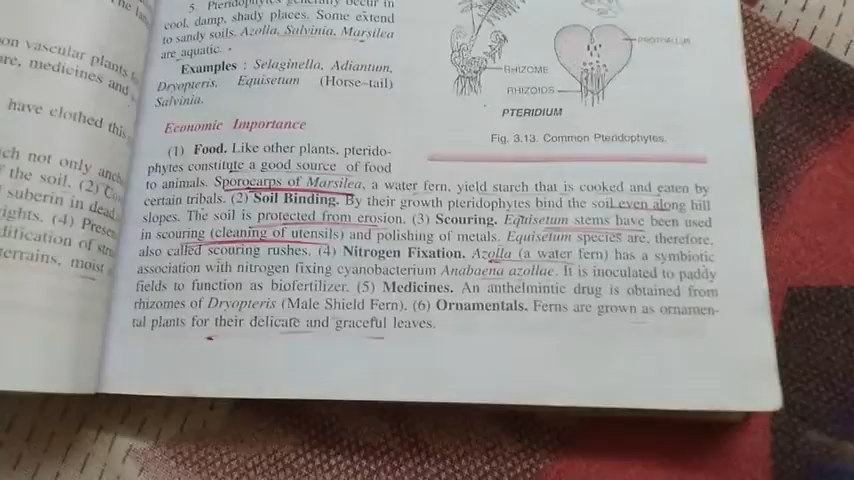 The
on vascular plants
re, medicines and
have clothed this
ch not only
the soil. (2)
suberin in dead
ights. (4)
dification of
terrains, moist
5. Pteridophytes generally occur in
cool, damp, shady places. Some extend
to sandy soils. Azolla, Salvinia, Marsilea
are aquatic.
Examples : Selaginella, Adiantum,
Dryopteris, Equisetum (Horse-tail)
Salvinia.
RHIZOME
PROTHALLUS
RHIZOIDS
PTERIDIUM
Fig. 3.13. Common Pteridophytes.
Economic Importance
(1) Food. Like other plants, pterido-
phytes constitute a good source of food
to animals. Sporocarps of Marsilea, a water fern, yield starch that is cooked and eaten by
certain tribals. (2) Soil Binding. By their growth pteridophytes bind the soil even along hill
slopes. The soil is protected from erosion. (3) Scouring. Equisetum stems have been used
in scouring (cleaning of utensils) and polishing of metals. Equisetum species are, therefore,
also called scouring rushes. (4) Nitrogen Fixation. Azolla (a water fern) has a symbiotic
association with nitrogen fixing cyanobacterium Anabaena azollae. It is inoculated to paddy
fields to function as biofertilizer. (5) Medicines. An anthelmintic drug is obtained from
rhizomes of Dryopteris (Male Shield Fern). (6) Ornamentals. Ferns are grown as ornamen-
tal plants for their delicate and graceful leaves.